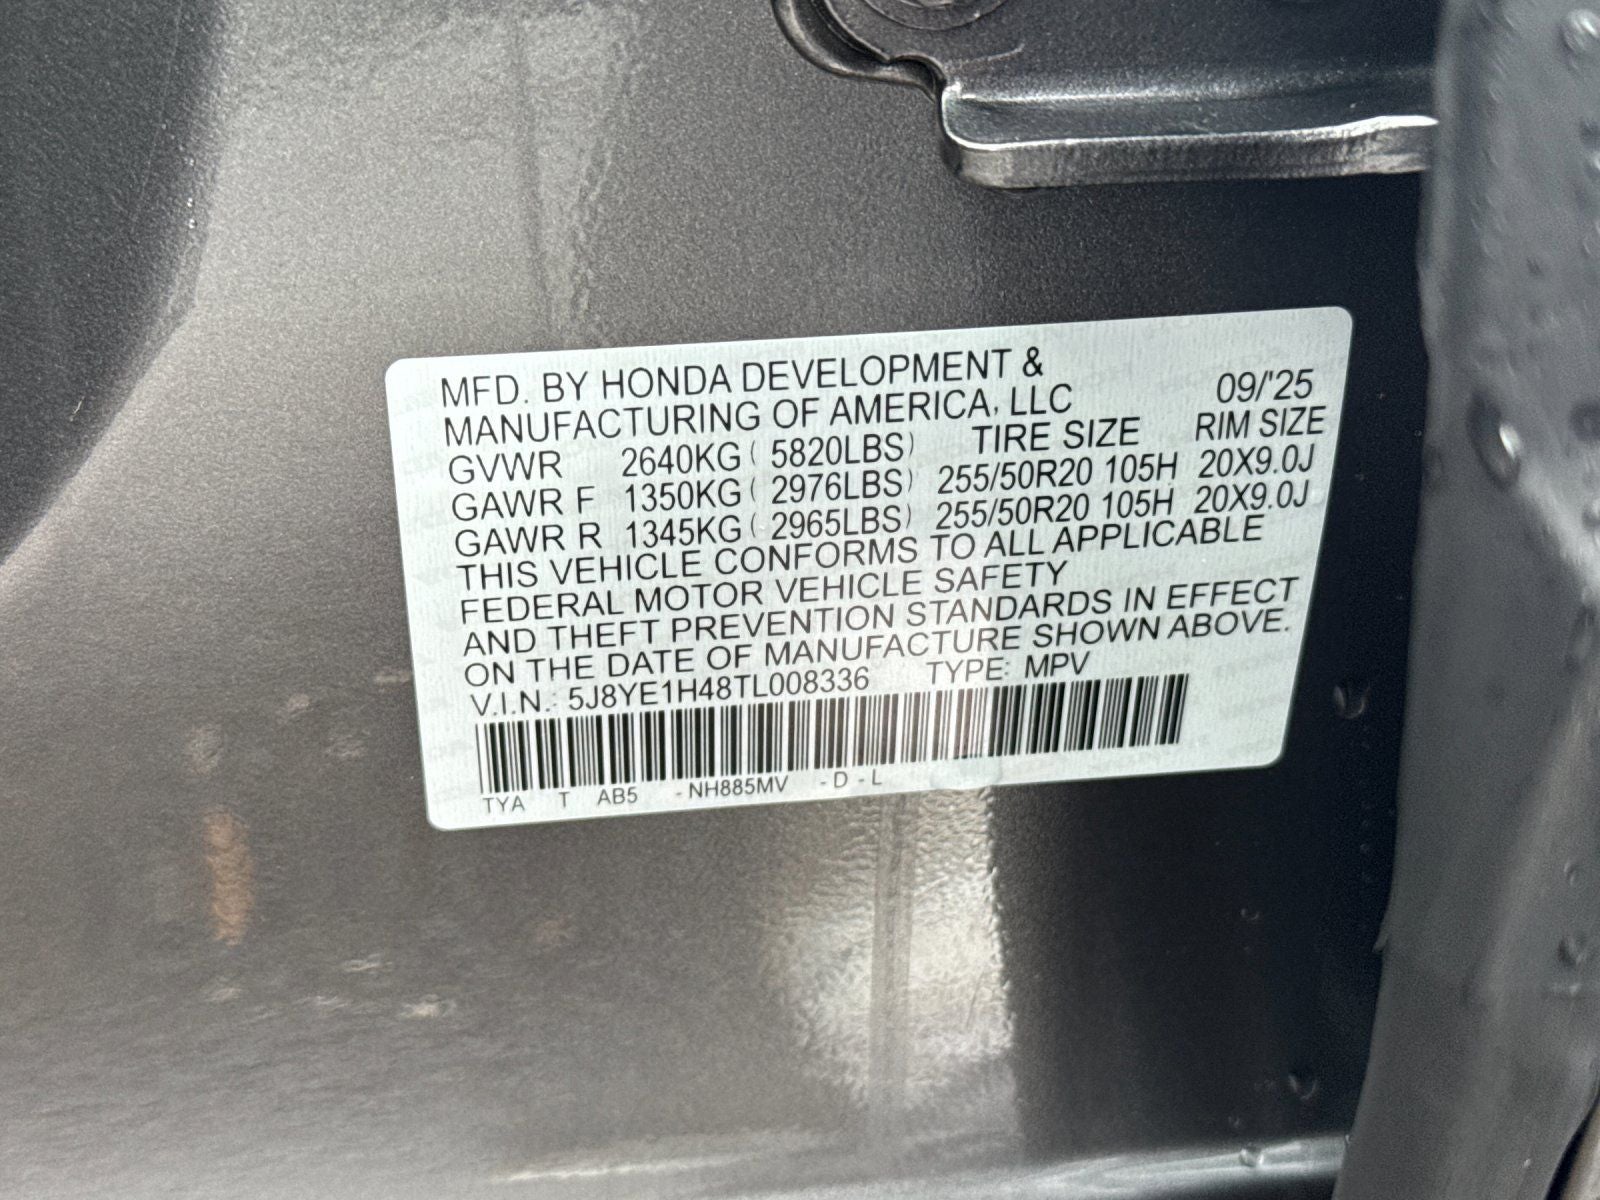 MFD. BY HONDA DEVELOPMENT &
MANUFACTURING OF AMERICA, LLC 09/'25
GVWR 2640KG ( 5820LBS) TIRE SIZE RIM SIZE
GAWR F 1350KG ( 2976LBS) 255/50R20 105H 20X9.0J
GAWR R 1345KG ( 2965LBS) 255/50R20 105H 20X9.0J
THIS VEHICLE CONFORMS TO ALL APPLICABLE
FEDERAL MOTOR VEHICLE SAFETY
AND THEFT PREVENTION STANDARDS IN EFFECT
ON THE DATE OF MANUFACTURE SHOWN ABOVE.
V.I.N.: 5J8YE1H48TL008336 TYPE: MPV
TYA T AB5 - NH885MV - D - L